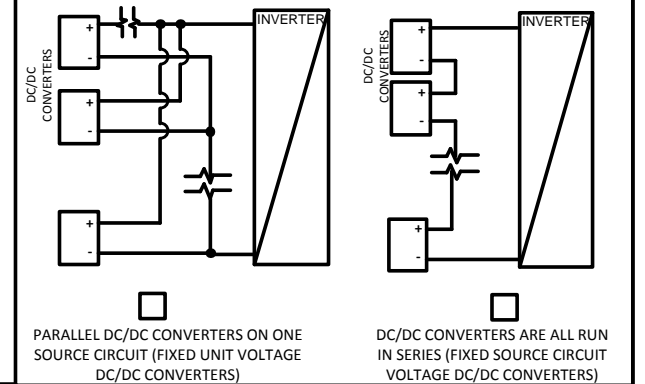 INVERTER
DC/DC
CONVERTERS
+
-
+
-
+
-
PARALLEL DC/DC CONVERTERS ON ONE
SOURCE CIRCUIT (FIXED UNIT VOLTAGE
DC/DC CONVERTERS)
INVERTER
DC/DC
CONVERTERS
+
-
+
-
+
-
DC/DC CONVERTERS ARE ALL RUN
IN SERIES (FIXED SOURCE CIRCUIT
VOLTAGE DC/DC CONVERTERS)